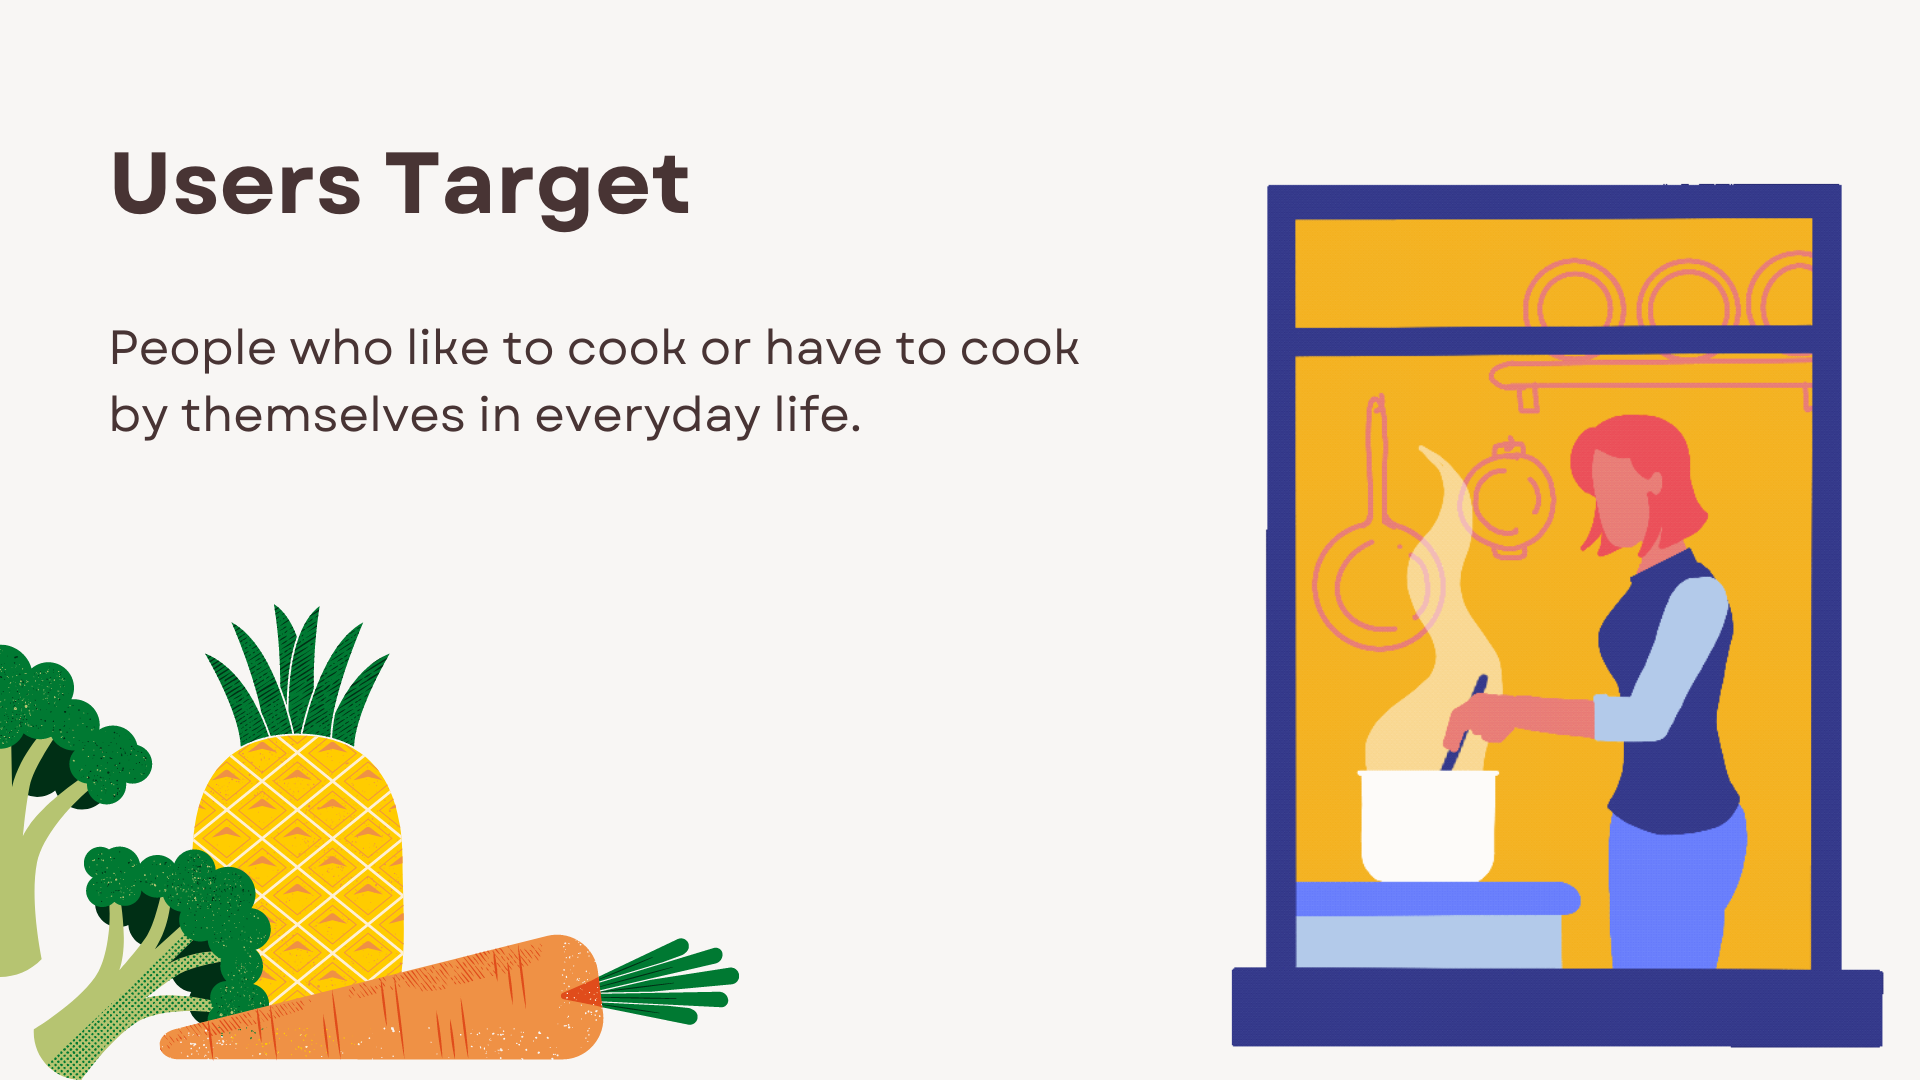 Users Target
People who like to cook or have to cook
by themselves in everyday life.